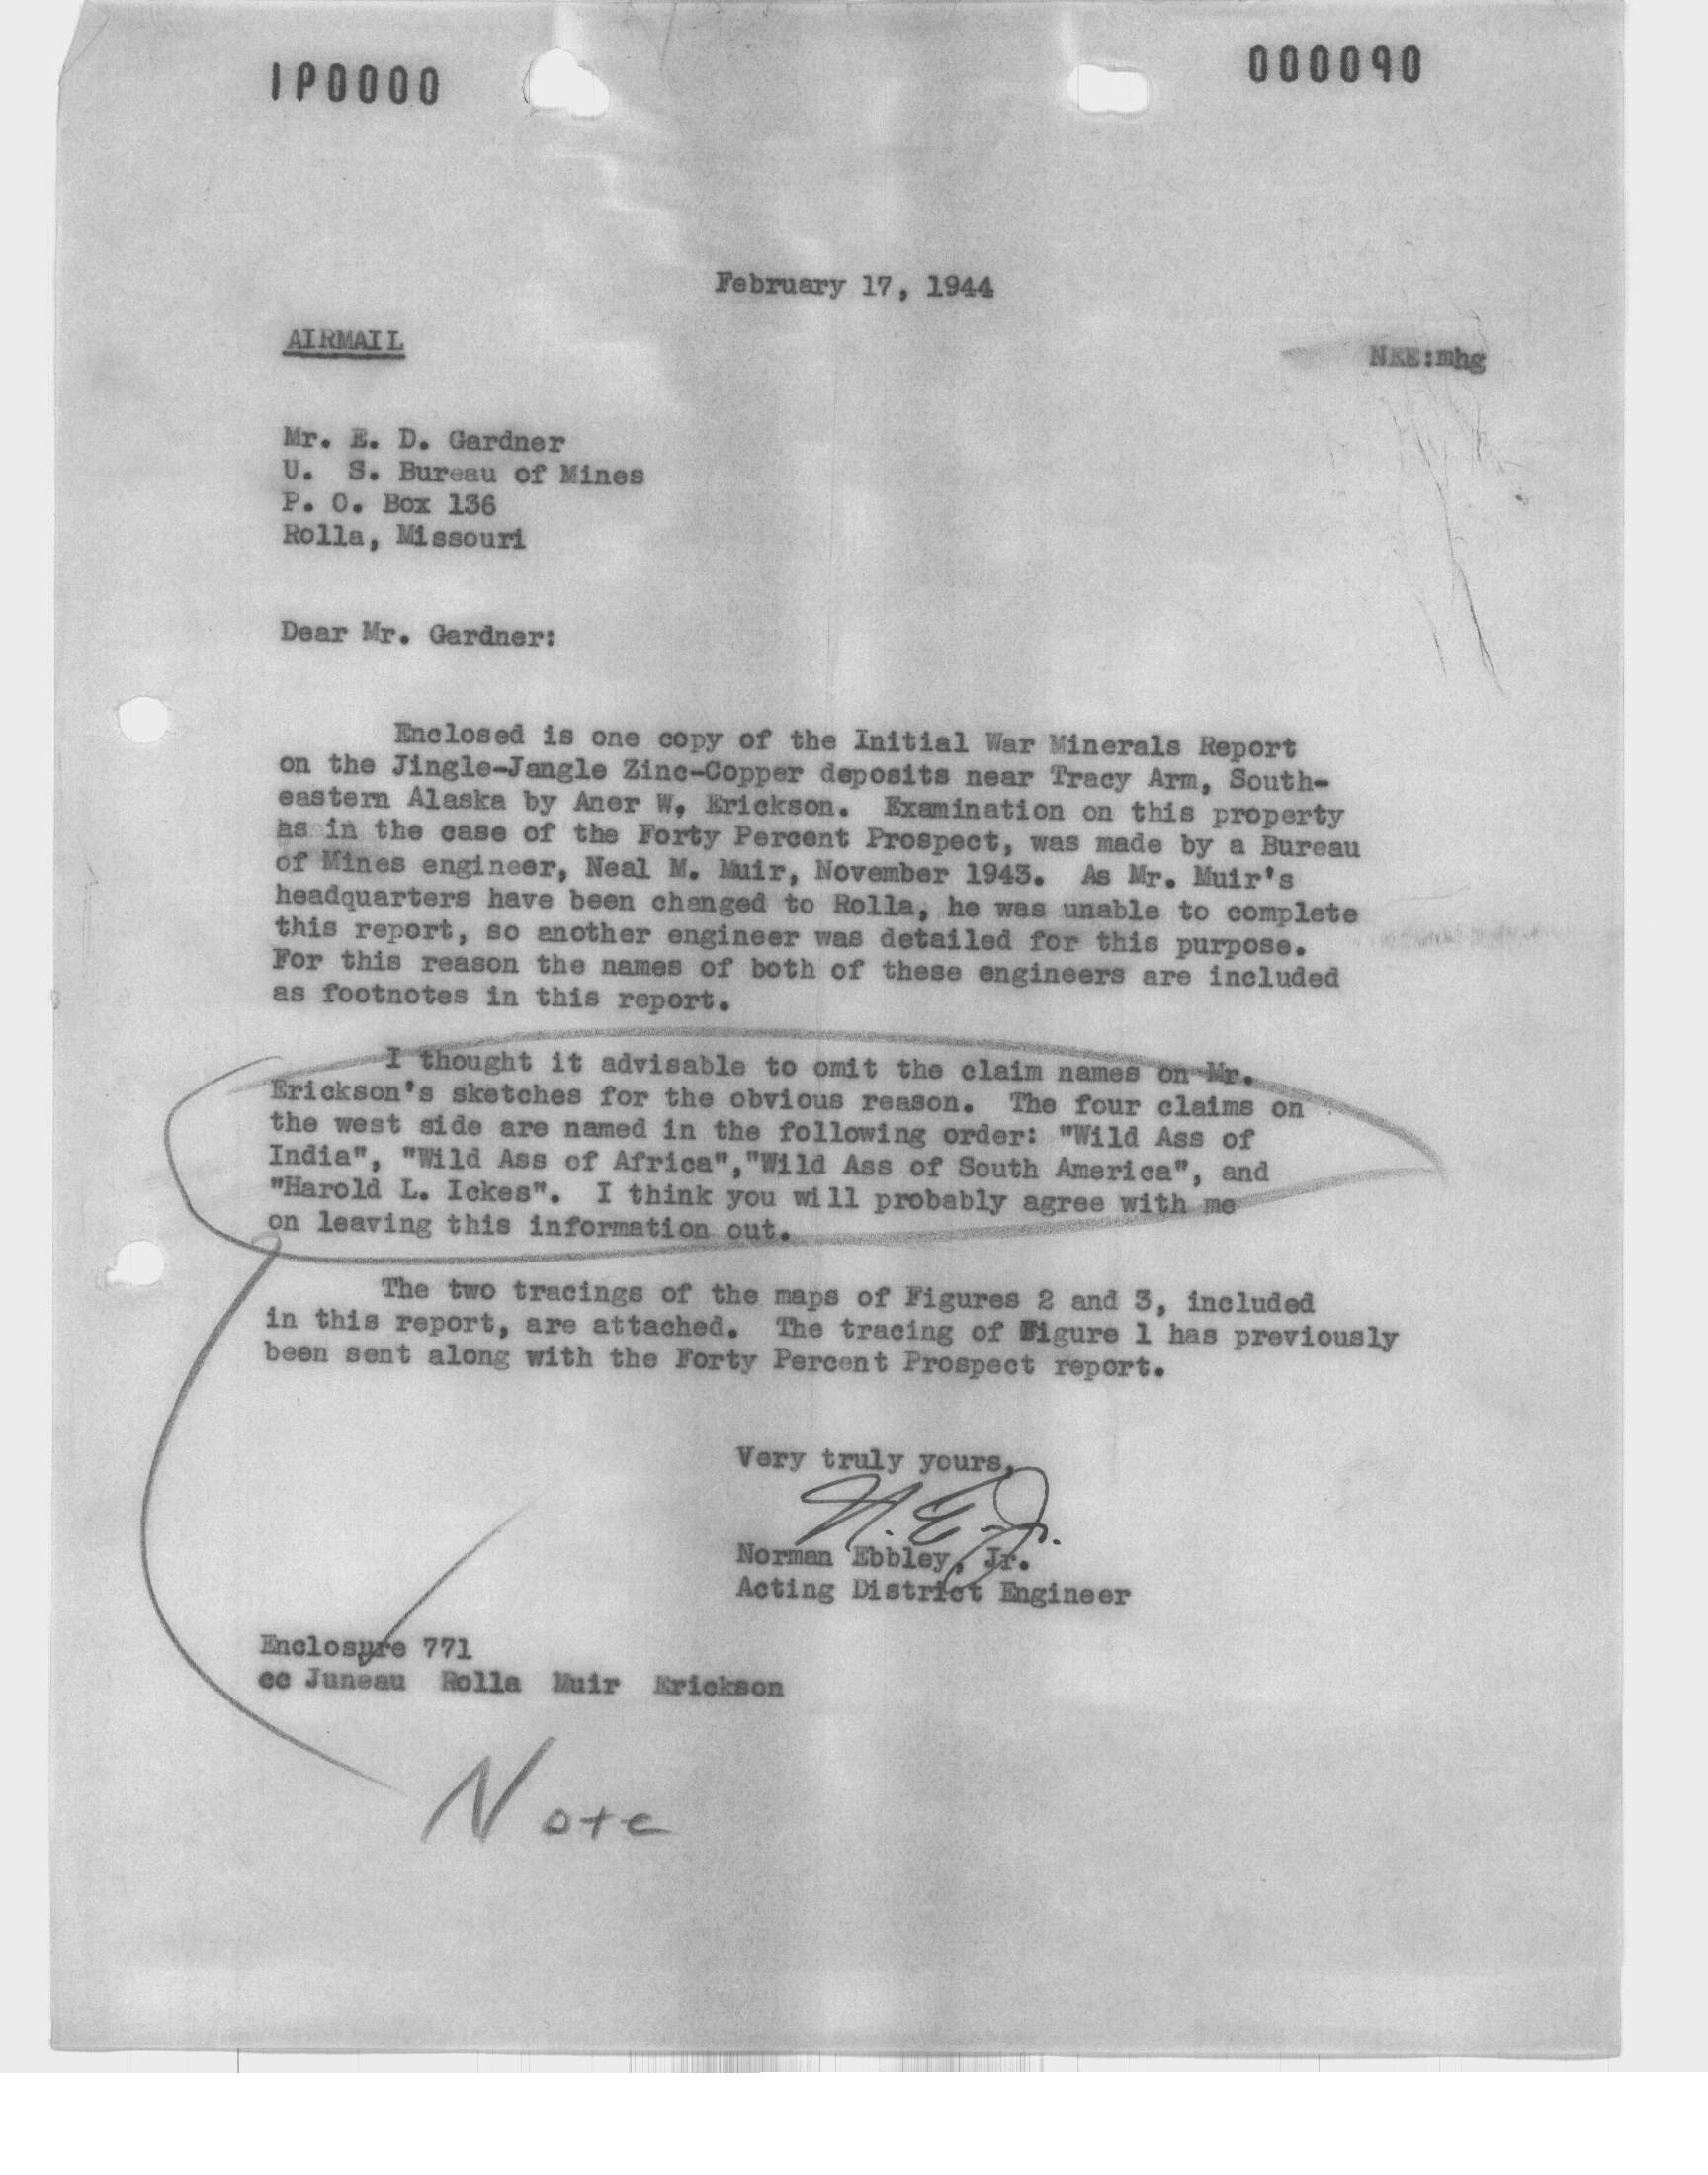 IP0000
000090
February 17, 1944
AIRMAIL
NEE:mhg
Mr. E. D. Gardner
U. S. Bureau of Mines
P. O. Box 136
Rolla, Missouri
Dear Mr. Gardner:
Enclosed is one copy of the Initial War Minerals Report
on the Jingle-Jangle Zinc-Copper deposits near Tracy Arm, South-
eastern Alaska by Aner W, Erickson. Examination on this property
as in the case of the Forty Percent Prospect, was made by a Bureau
of Mines engineer, Neal M. Muir, November 1943. As Mr. Muir's
headquarters have been changed to Rolla, he was unable to complete
this report, so another engineer was detailed for this purpose.
For this reason the names of both of these engineers are included
as footnotes in this report.
I thought it advisable to omit the claim names on Mr.
Erickson's sketches for the obvious reason. The four claims on
the west side are named in the following order: "Wild Ass of
India", "Wild Ass of Africa","Wild Ass of South America", and
"Harold L. Ickes". I think you will probably agree with me
on leaving this information out.
The two tracings of the maps of Figures 2 and 3, included
in this report, are attached. The tracing of Figure 1 has previously
been sent along with the Forty Percent Prospect report.
Very truly yours,
N. E. Jr.
Norman Ebbley, Jr.
Acting District Engineer
Enclosure 771
cc Juneau Rolla Muir Erickson
Note